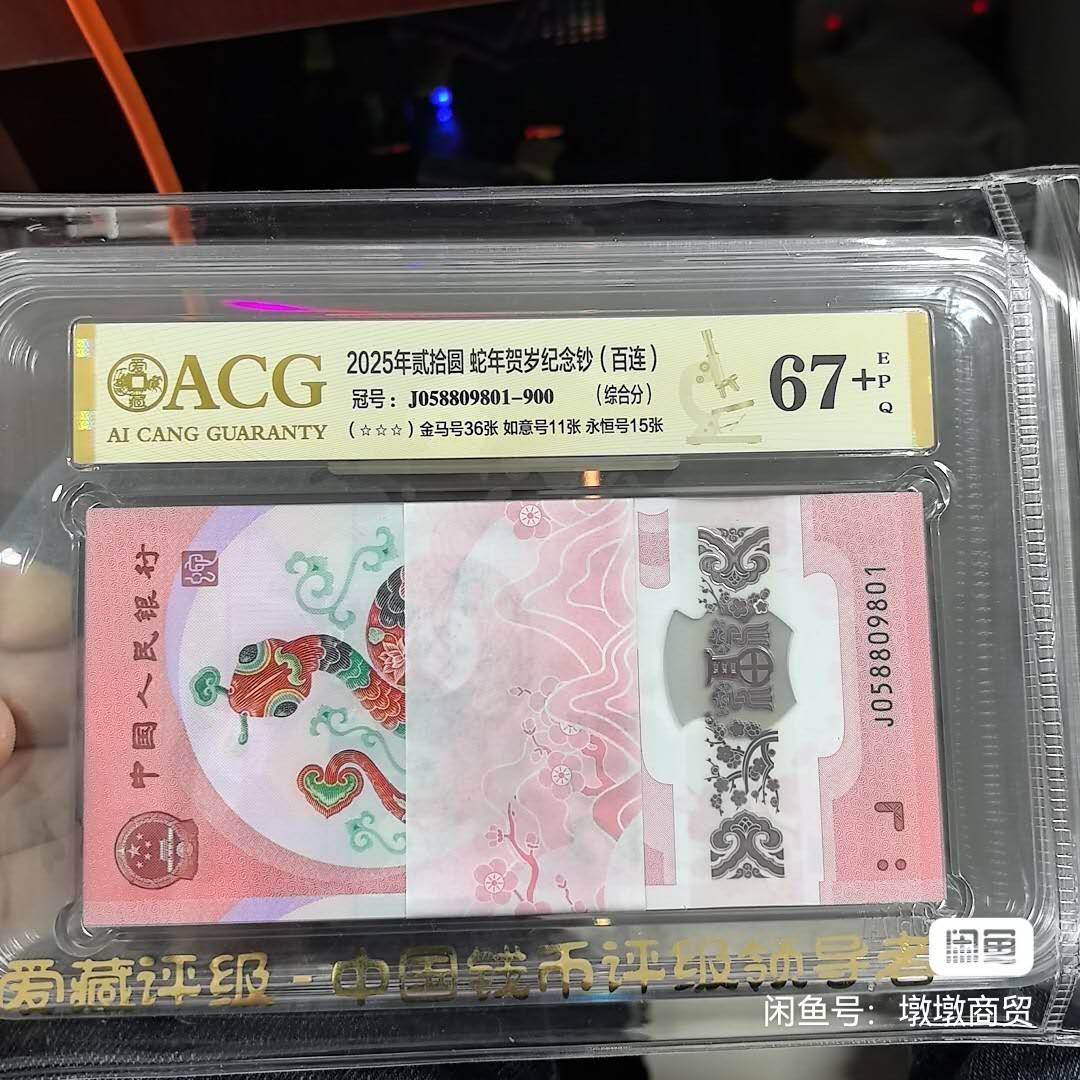 ACG
AI CANG GUARANTY
2025年贰拾圆 蛇年贺岁纪念钞(百连)
冠号:J058809801-900 (综合分)
(☆☆☆)金马号36张 如意号11张 永恒号15张
67+
EPQ
中国人民银行
J058809801
爱藏评级-中国钱币评级领导者
闲鱼
闲鱼号:墩墩商贸